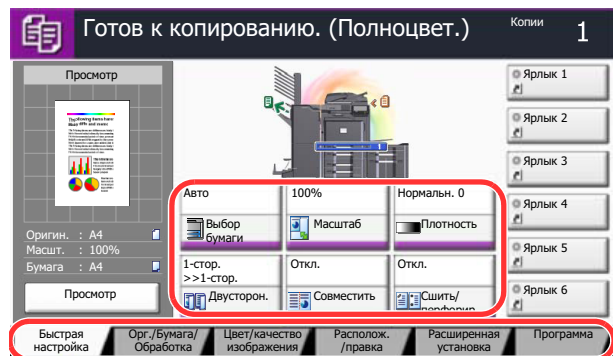 Готов к копированию. (Полноцвет.)
Копии
1
Просмотр
Оригин. : A4
Масшт. : 100%
Бумага : A4
Просмотр
Авто
100%
Нормальн. 0
Выбор
бумаги
Масштаб
Плотность
1-стор.
>>1-стор.
Откл.
Откл.
Двусторон.
Совместить
Сшить/
перфорир.
Ярлык 1
Ярлык 2
Ярлык 3
Ярлык 4
Ярлык 5
Ярлык 6
Быстрая
настройка
Орг./Бумага/
Обработка
Цвет/качество
изображения
Располож.
/правка
Расширенная
установка
Программа